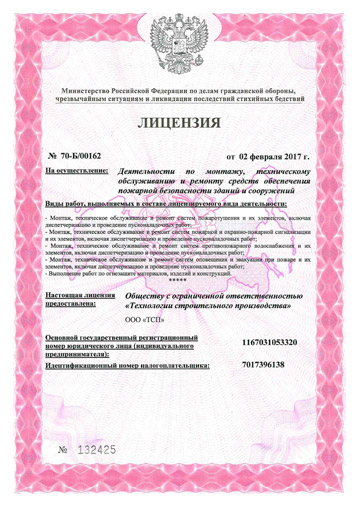 Министерство Российской Федерации по делам гражданской обороны,
чрезвычайным ситуациям и ликвидации последствий стихийных бедствий
ЛИЦЕНЗИЯ
№ 70-Б/00162
от 02 февраля 2017 г.
На осуществление: Деятельности по монтажу, техническому
обслуживанию и ремонту средств обеспечения
пожарной безопасности зданий и сооружений
Виды работ, выполняемых в составе лицензируемого вида деятельности:
- Монтаж, техническое обслуживание и ремонт систем пожаротушения и их элементов, включая
диспетчеризацию и проведение пусконаладочных работ;
- Монтаж, техническое обслуживание и ремонт систем пожарной и охранно-пожарной сигнализации
и их элементов, включая диспетчеризацию и проведение пусконаладочных работ;
- Монтаж, техническое обслуживание и ремонт систем противопожарного водоснабжения и их
элементов, включая диспетчеризацию и проведение пусконаладочных работ;
- Монтаж, техническое обслуживание и ремонт систем оповещения и эвакуации при пожаре и их
элементов, включая диспетчеризацию и проведение пусконаладочных работ;
- Выполнение работ по огнезащите материалов, изделий и конструкций.
*****
Настоящая лицензия Обществу с ограниченной ответственностью
предоставлена: «Технологии строительного производства»
ООО «ТСП»
Основной государственный регистрационный
номер юридического лица (индивидуального
предпринимателя): 1167031053320
Идентификационный номер налогоплательщика: 7017396138
№ 132425